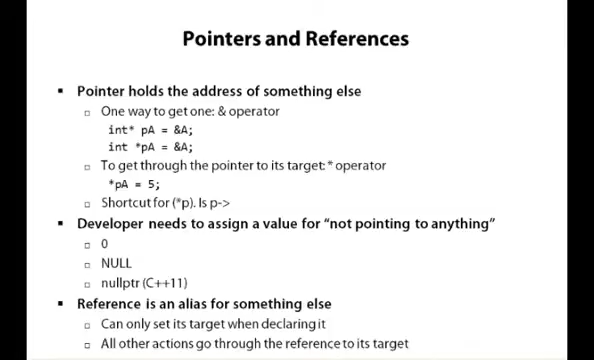 Pointers and References
▪ Pointer holds the address of something else
□ One way to get one: & operator
int* pA = &A;
int *pA = &A;
□ To get through the pointer to its target: * operator
*pA = 5;
□ Shortcut for (*p). Is p->
▪ Developer needs to assign a value for “not pointing to anything”
□ 0
□ NULL
□ nullptr (C++11)
▪ Reference is an alias for something else
□ Can only set its target when declaring it
□ All other actions go through the reference to its target